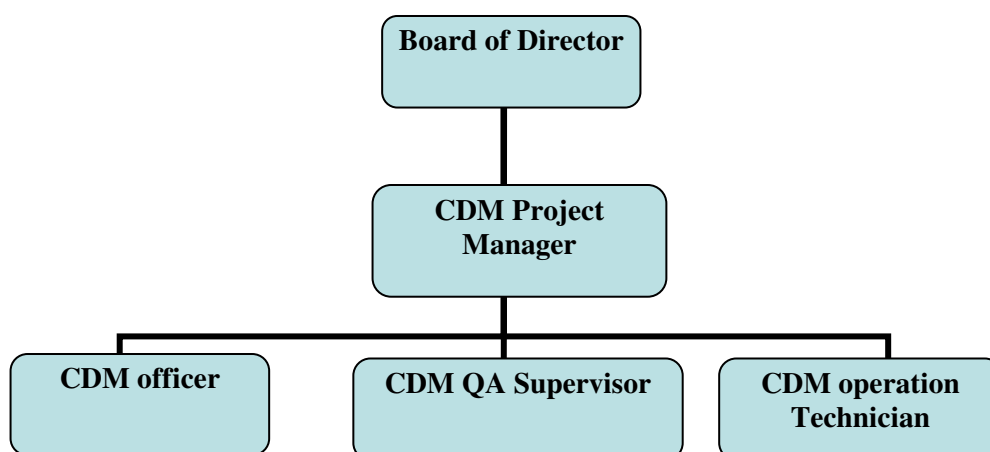 Board of Director
CDM Project
Manager
CDM officer
CDM QA Supervisor
CDM operation
Technician